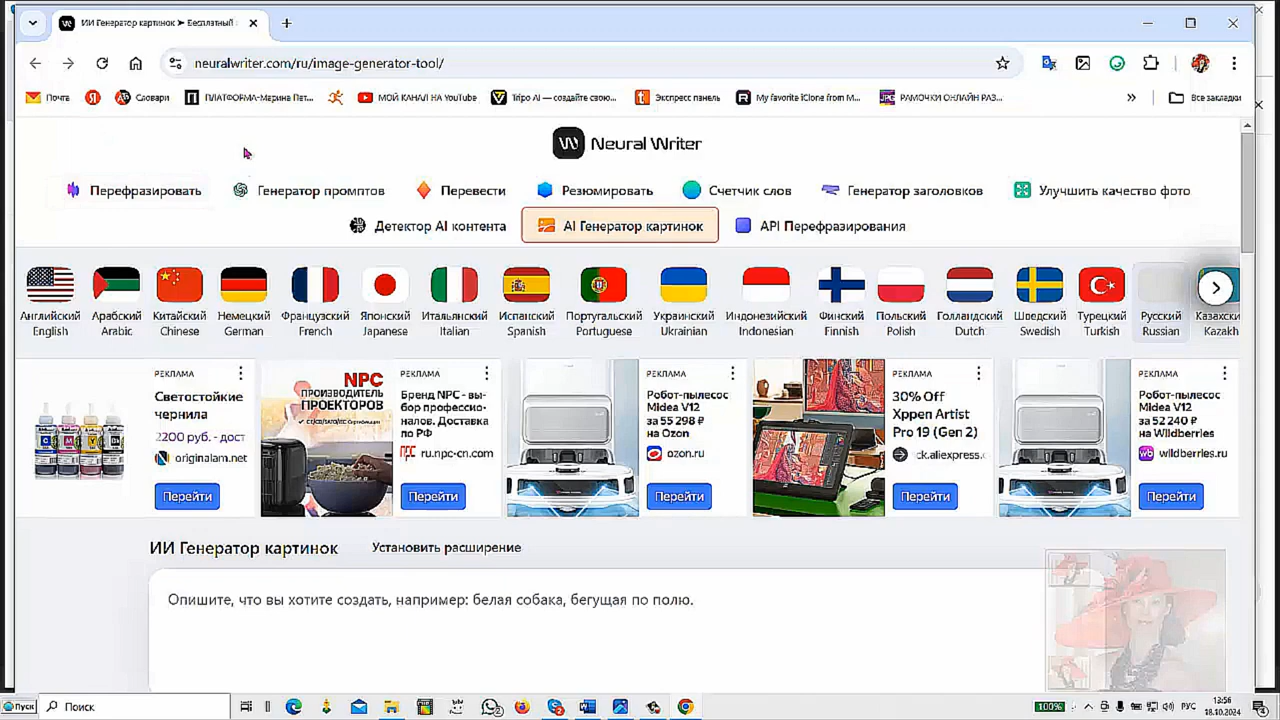 ИИ Генератор картинок ➤ Бесплатный
neuralwriter.com/ru/image-generator-tool/
Почта
Словари
ПЛАТФОРМА-Марина Пет...
МОЙ КАНАЛ НА YouTube
Tripo AI — создайте свою...
Экспресс панель
My favorite iClone from M...
РАМОЧКИ ОНЛАЙН РАЗ...
Все закладки
Neural Writer
Перефразировать
Генератор промптов
Перевести
Резюмировать
Счетчик слов
Генератор заголовков
Улучшить качество фото
Детектор AI контента
AI Генератор картинок
API Перефразирования
Английский
English
Арабский
Arabic
Китайский
Chinese
Немецкий
German
Французский
French
Японский
Japanese
Итальянский
Italian
Испанский
Spanish
Португальский
Portuguese
Украинский
Ukrainian
Индонезийский
Indonesian
Финский
Finnish
Польский
Polish
Голландский
Dutch
Шведский
Swedish
Турецкий
Turkish
Русский
Russian
Казахски
Kazakh
РЕКЛАМА
Светостойкие
чернила
2200 руб. - дост
originalam.net
Перейти
NPC
ПРОИЗВОДИТЕЛЬ
ПРОЕКТОРОВ
РЕКЛАМА
Бренд NPC - вы-
бор профессио-
налов. Доставка
по РФ
ru.npc-cn.com
Перейти
РЕКЛАМА
Робот-пылесос
Midea V12
за 55 298 ₽
на Ozon
ozon.ru
Перейти
РЕКЛАМА
30% Off
Xppen Artist
Pro 19 (Gen 2)
ck.aliexpress.c
Перейти
РЕКЛАМА
Робот-пылесос
Midea V12
за 52 240 ₽
на Wildberries
wildberries.ru
Перейти
ИИ Генератор картинок
Установить расширение
Опишите, что вы хотите создать, например: белая собака, бегущая по полю.
Пуск
Поиск
100%
РУС
13:56
18.10.2024